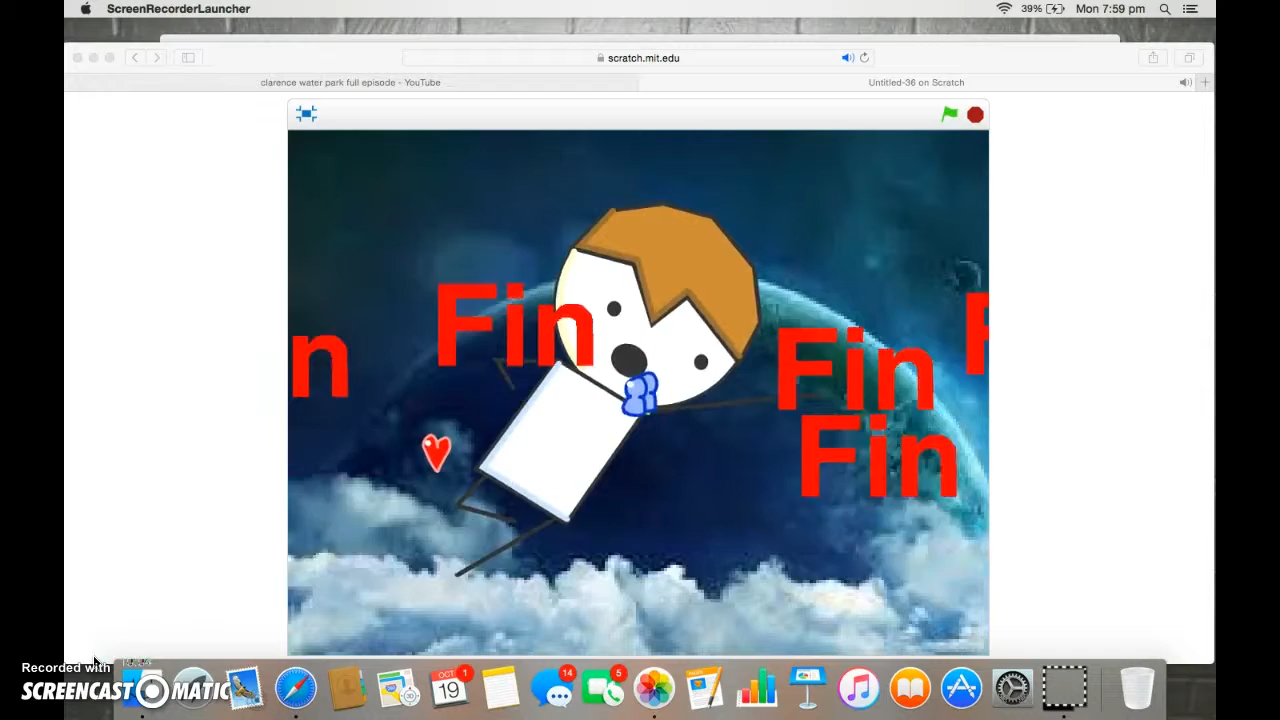 ScreenRecorderLauncher
39%
Mon 7:59 pm
scratch.mit.edu
clarence water park full episode - YouTube
Untitled-36 on Scratch
Fin
F
Fin
n
Fin
Recorded with
SCREENCAST MATIC
OCT
19
1
14
5